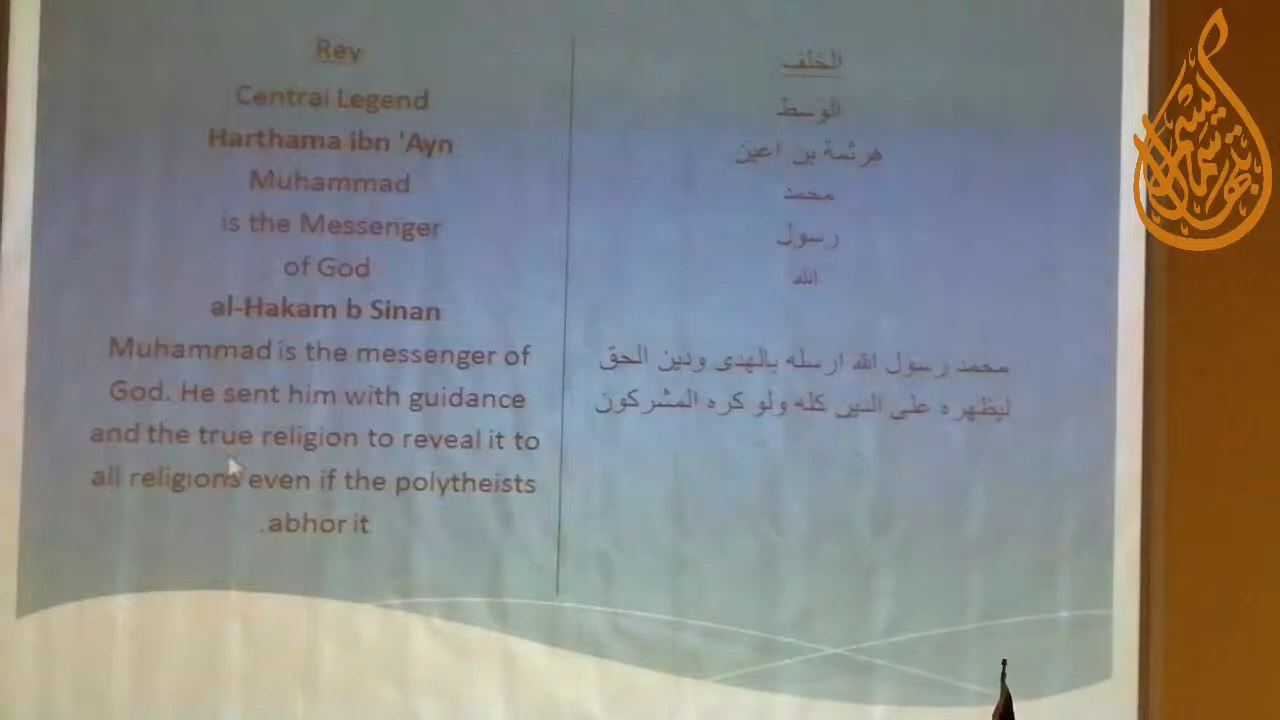 Rev
Central Legend
Harthama ibn 'Ayn
Muhammad
is the Messenger
of God
al-Hakam b Sinan
Muhammad is the messenger of
God. He sent him with guidance
and the true religion to reveal it to
all religions even if the polytheists
.abhor it
الخلف
الوسط
هرثمة بن اعين
محمد
رسول
الله
محمد رسول الله ارسله بالهدى ودين الحق
ليظهره على الدين كله ولو كره المشركون